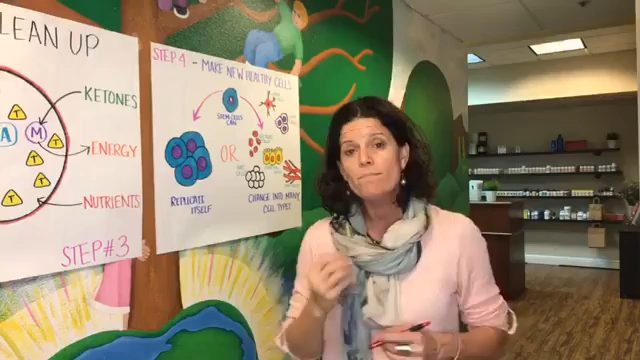 LEAN UP
KETONES
A
M
T
T
ENERGY
T
T
T
NUTRIENTS
STEP #3
STEP 4 - MAKE NEW HEALTHY CELLS
STEM CELLS
CAN
OR
REPLICATE
ITSELF
CHANGE INTO MANY
CELL TYPES